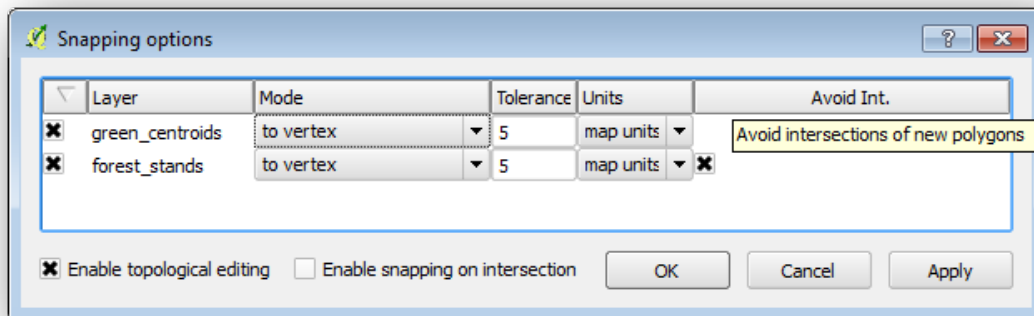 Snapping options
Layer Mode Tolerance Units Avoid Int.
green_centroids to vertex 5 map units Avoid intersections of new polygons
forest_stands to vertex 5 map units
Enable topological editing Enable snapping on intersection OK Cancel Apply